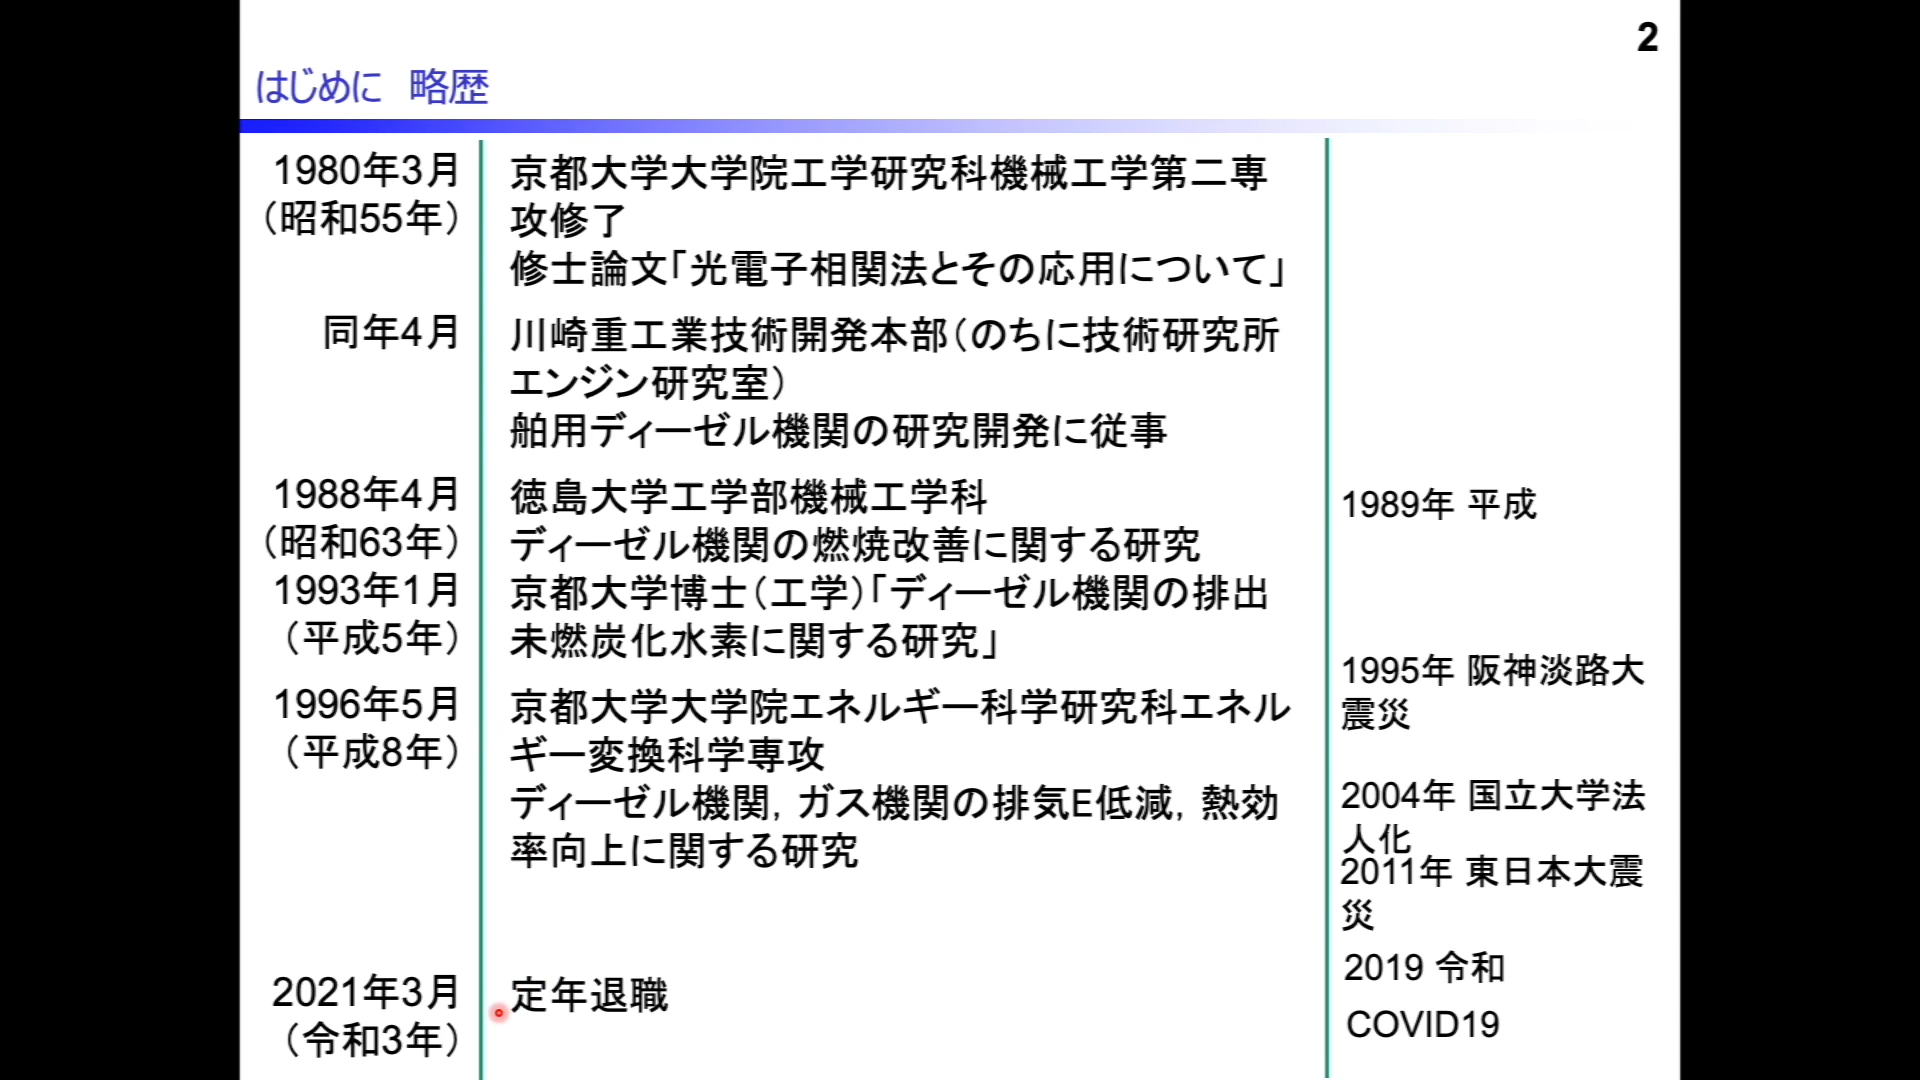 2
はじめに 略歴
1980年3月
（昭和55年）
京都大学大学院工学研究科機械工学第二専
攻修了
修士論文「光電子相関法とその応用について」
同年4月
川崎重工業技術開発本部（のちに技術研究所
エンジン研究室）
舶用ディーゼル機関の研究開発に従事
1988年4月
（昭和63年）
徳島大学工学部機械工学科
ディーゼル機関の燃焼改善に関する研究
1989年 平成
1993年1月
（平成5年）
京都大学博士（工学）「ディーゼル機関の排出
未燃炭化水素に関する研究」
1995年 阪神淡路大
震災
1996年5月
（平成8年）
京都大学大学院エネルギー科学研究科エネル
ギー変換科学専攻
ディーゼル機関，ガス機関の排気E低減，熱効
率向上に関する研究
2004年 国立大学法
人化
2011年 東日本大震
災
2019 令和
2021年3月
（令和3年）
定年退職
COVID19